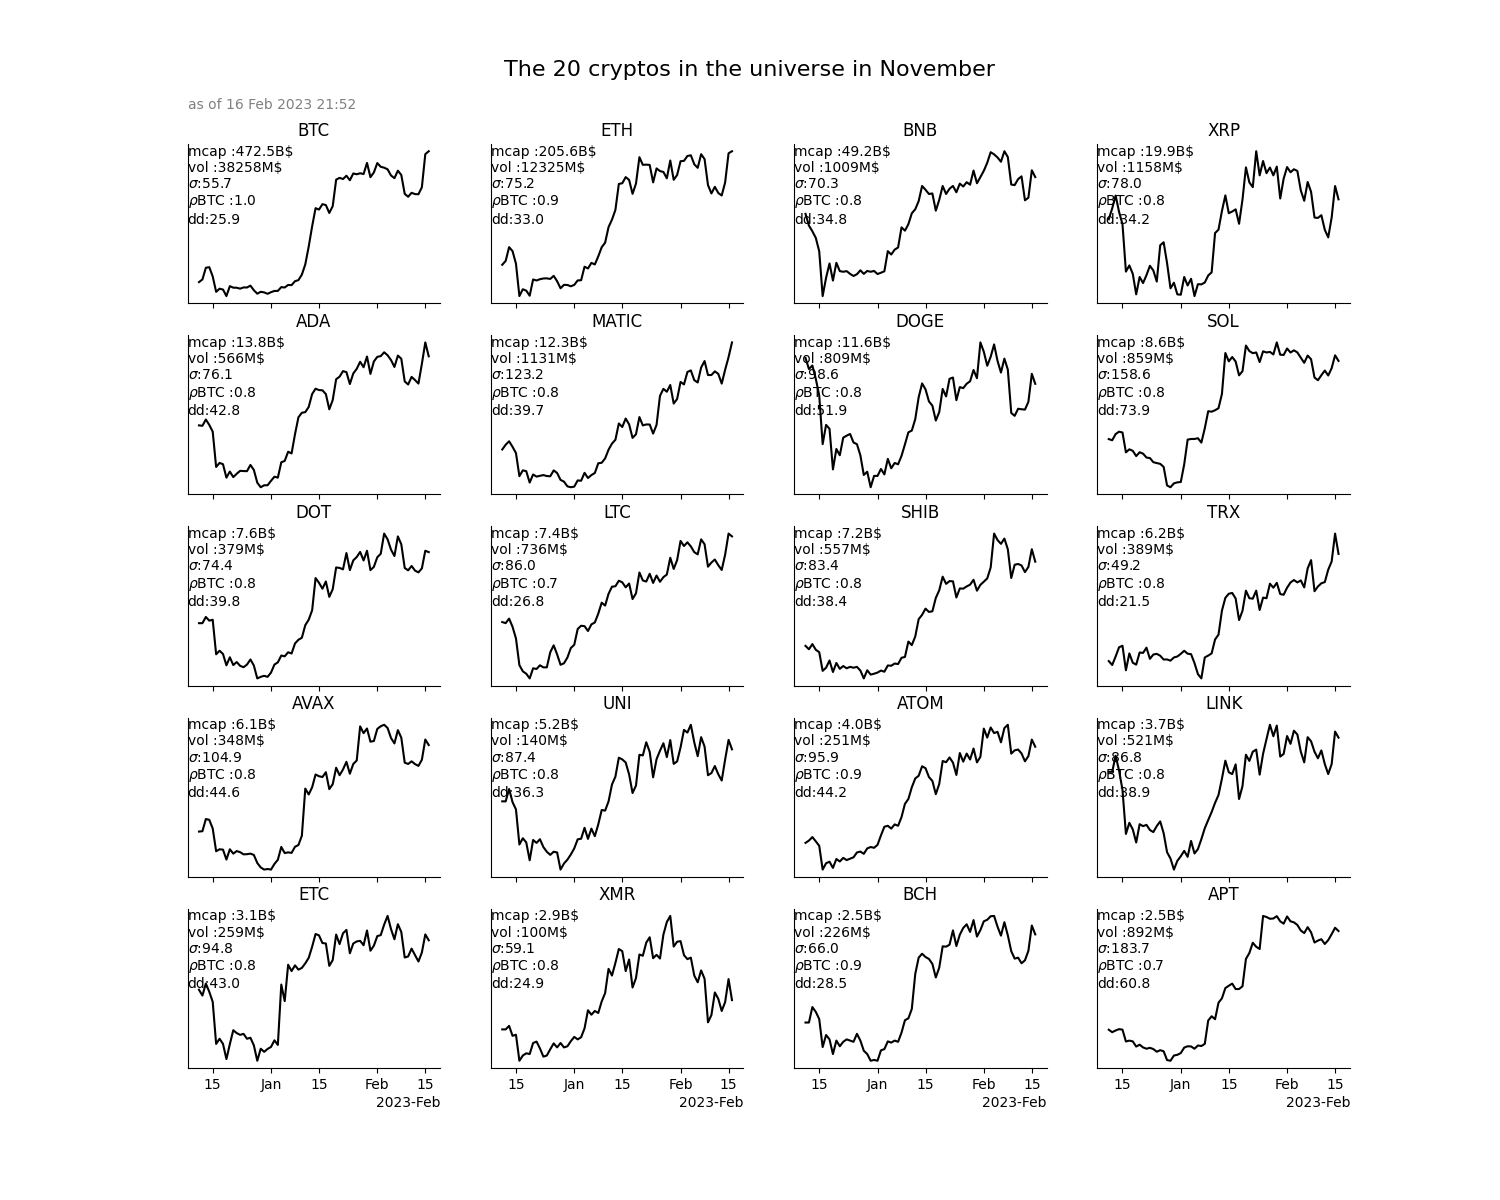 The 20 cryptos in the universe in November
as of 16 Feb 2023 21:52
BTC
mcap :472.5B$
vol :38258M$
σ:55.7
ρBTC :1.0
dd:25.9
ETH
mcap :205.6B$
vol :12325M$
σ:75.2
ρBTC :0.9
dd:33.0
BNB
mcap :49.2B$
vol :1009M$
σ:70.3
ρBTC :0.8
dd:34.8
XRP
mcap :19.9B$
vol :1158M$
σ:78.0
ρBTC :0.8
dd:34.2
ADA
mcap :13.8B$
vol :566M$
σ:76.1
ρBTC :0.8
dd:42.8
MATIC
mcap :12.3B$
vol :1131M$
σ:123.2
ρBTC :0.8
dd:39.7
DOGE
mcap :11.6B$
vol :809M$
σ:98.6
ρBTC :0.8
dd:51.9
SOL
mcap :8.6B$
vol :859M$
σ:158.6
ρBTC :0.8
dd:73.9
DOT
mcap :7.6B$
vol :379M$
σ:74.4
ρBTC :0.8
dd:39.8
LTC
mcap :7.4B$
vol :736M$
σ:86.0
ρBTC :0.7
dd:26.8
SHIB
mcap :7.2B$
vol :557M$
σ:83.4
ρBTC :0.8
dd:38.4
TRX
mcap :6.2B$
vol :389M$
σ:49.2
ρBTC :0.8
dd:21.5
AVAX
mcap :6.1B$
vol :348M$
σ:104.9
ρBTC :0.8
dd:44.6
UNI
mcap :5.2B$
vol :140M$
σ:87.4
ρBTC :0.8
dd:36.3
ATOM
mcap :4.0B$
vol :251M$
σ:95.9
ρBTC :0.9
dd:44.2
LINK
mcap :3.7B$
vol :521M$
σ:86.8
ρBTC :0.8
dd:38.9
ETC
mcap :3.1B$
vol :259M$
σ:94.8
ρBTC :0.8
dd:43.0
XMR
mcap :2.9B$
vol :100M$
σ:59.1
ρBTC :0.8
dd:24.9
BCH
mcap :2.5B$
vol :226M$
σ:66.0
ρBTC :0.9
dd:28.5
APT
mcap :2.5B$
vol :892M$
σ:183.7
ρBTC :0.7
dd:60.8
15 Jan 15 Feb 15
2023-Feb
15 Jan 15 Feb 15
2023-Feb
15 Jan 15 Feb 15
2023-Feb
15 Jan 15 Feb 15
2023-Feb